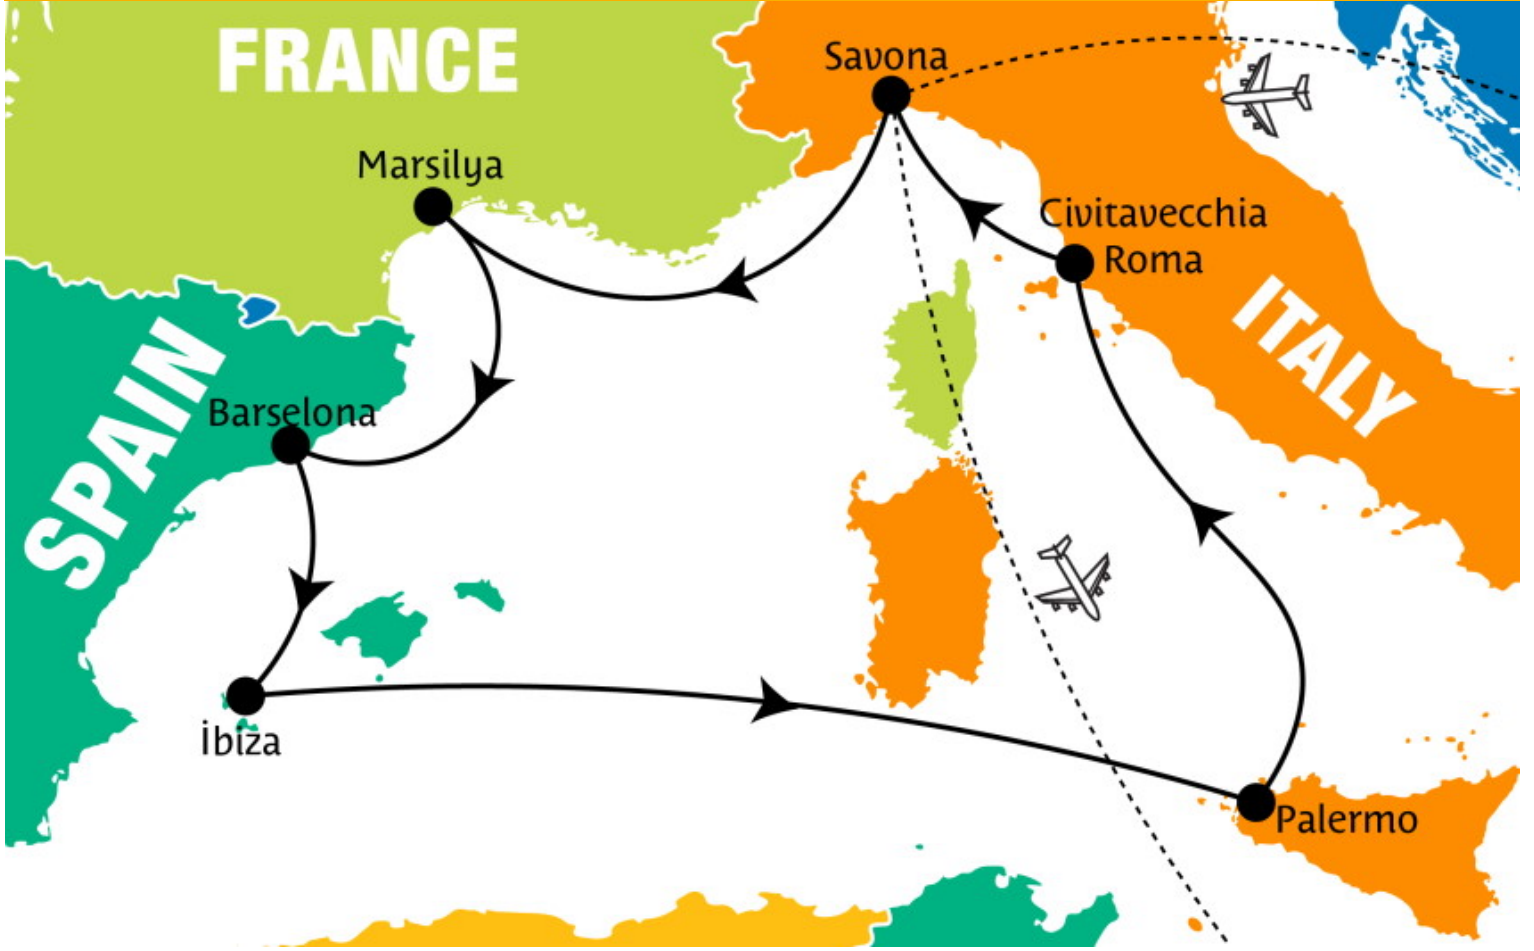 FRANCE
Savona
Marsilya
Civitavecchia
Roma
ITALY
SPAIN
Barselona
İbiza
Palermo